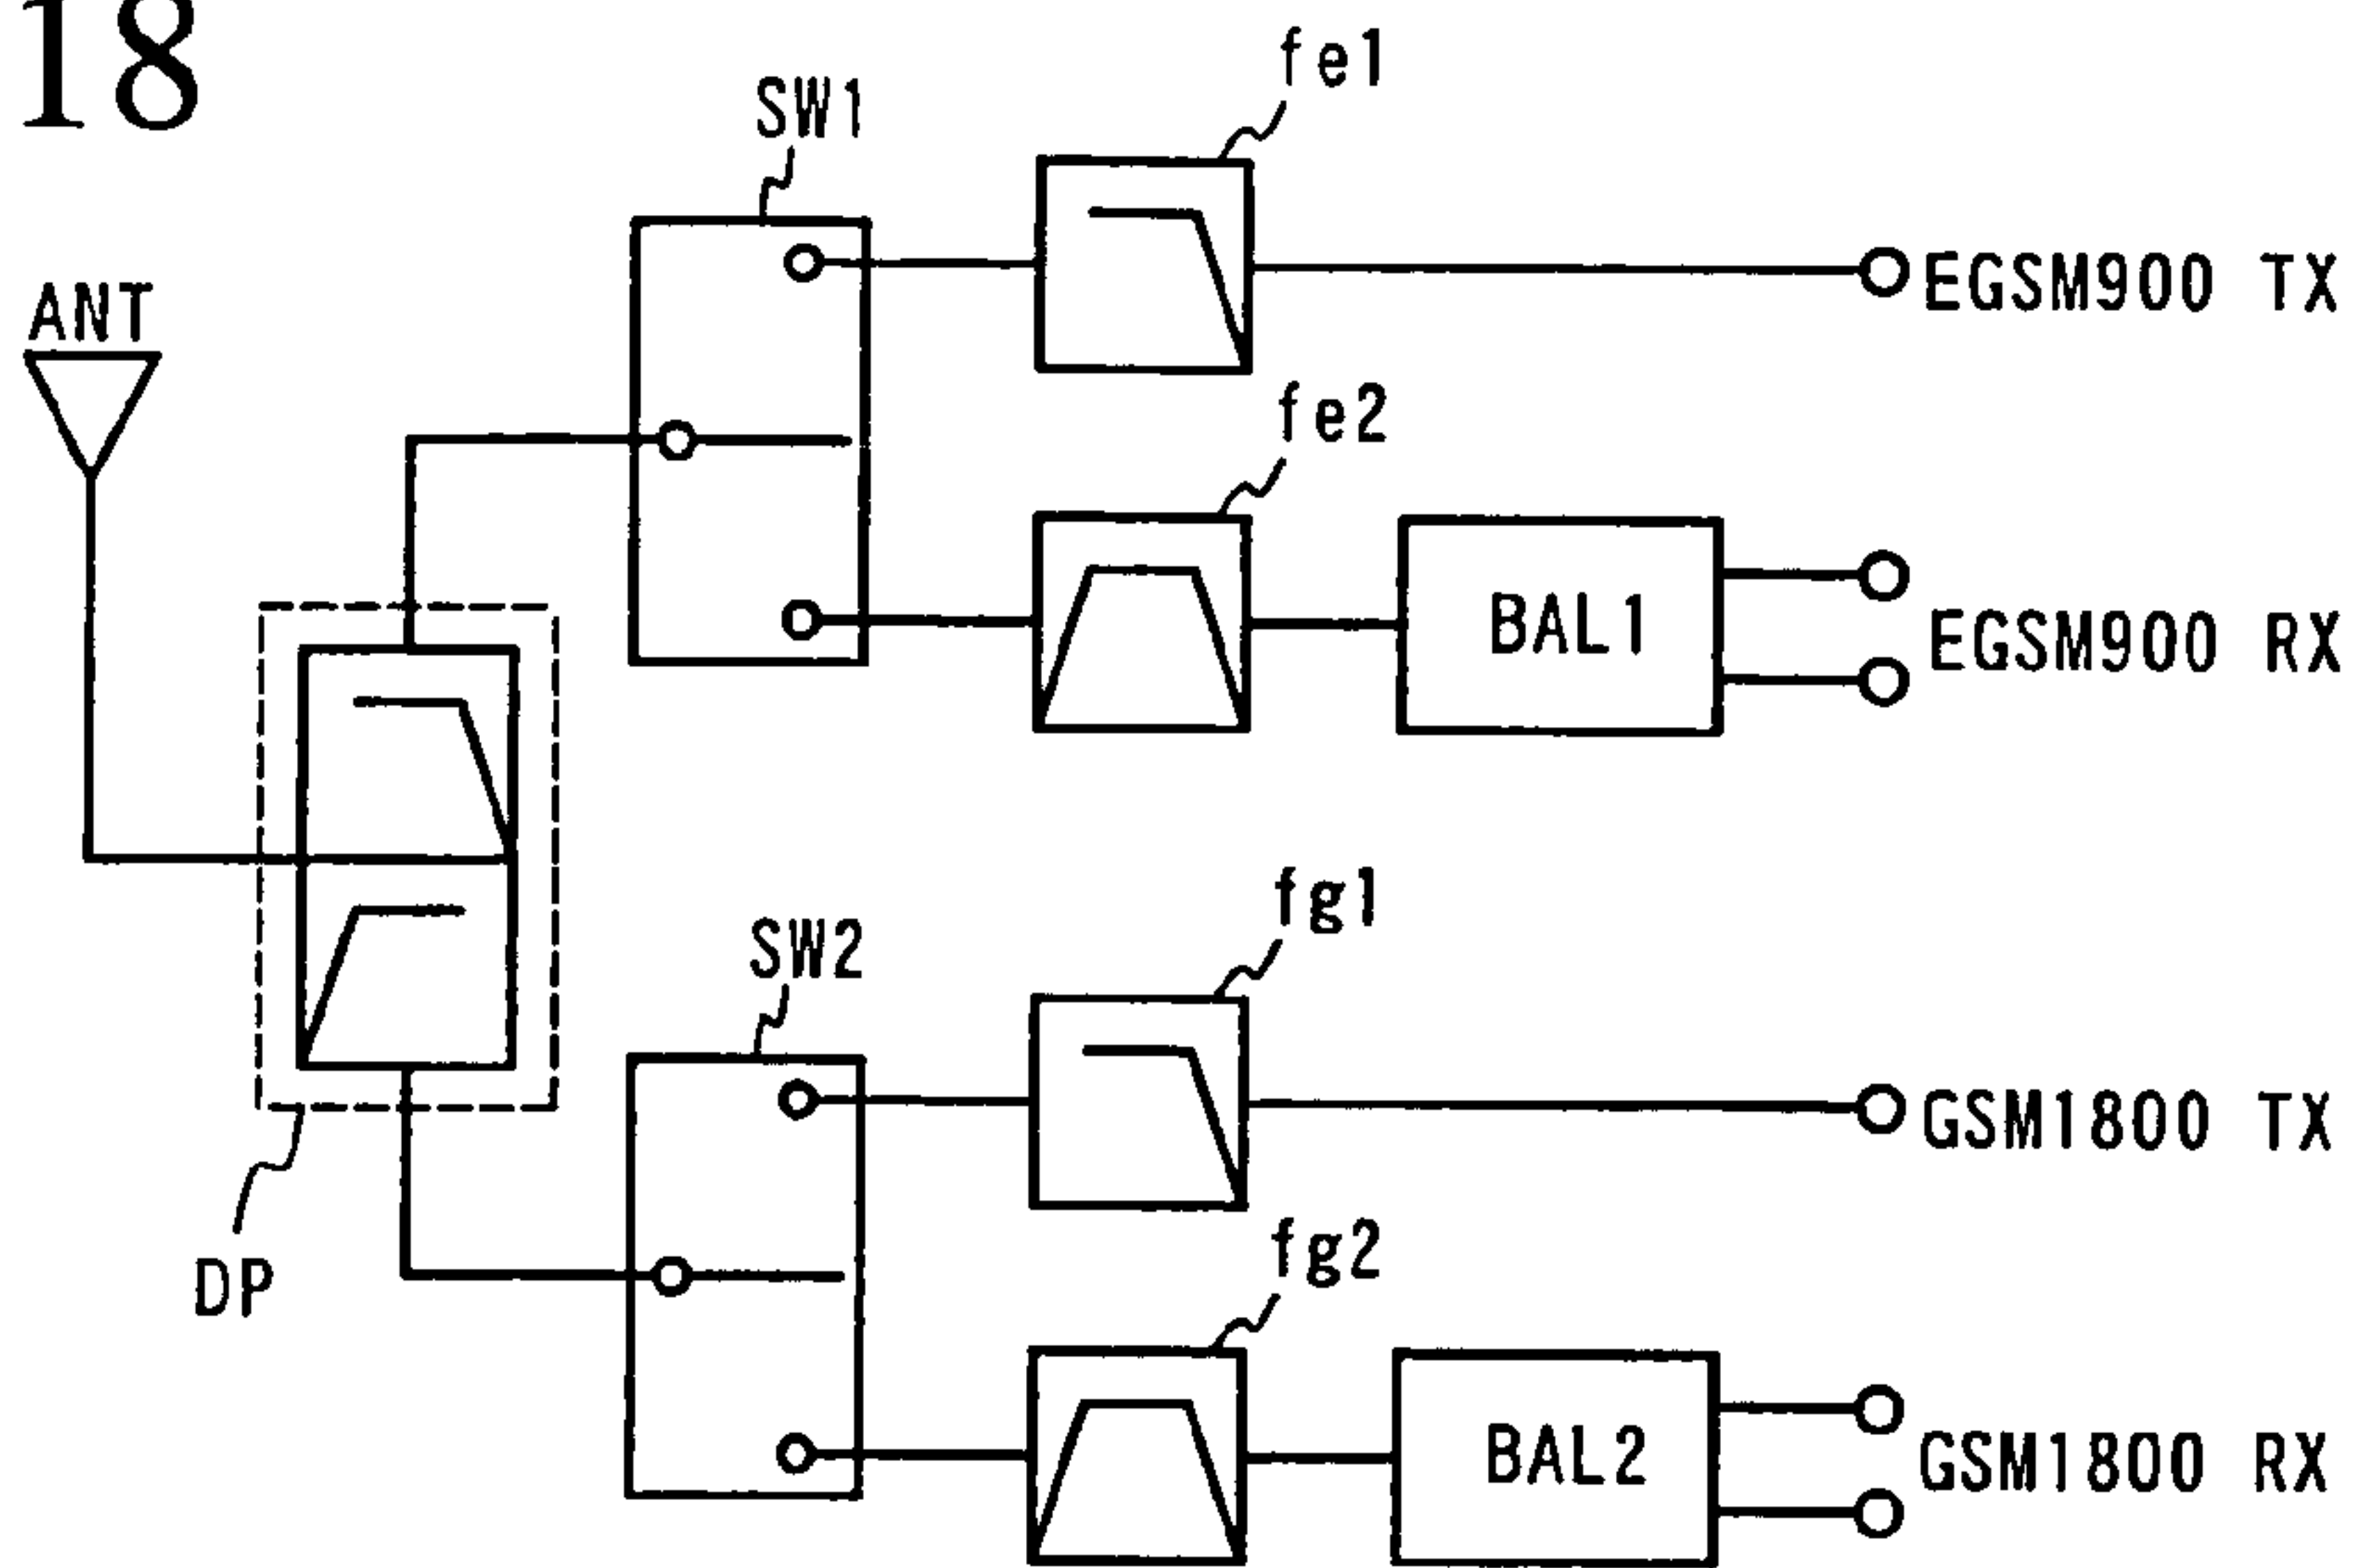 18
fe1
SW1
EGSM900 TX
ANT
fe2
BAL1
EGSM900 RX
fg1
SW2
GSM1800 TX
DP
fg2
BAL2
GSM1800 RX